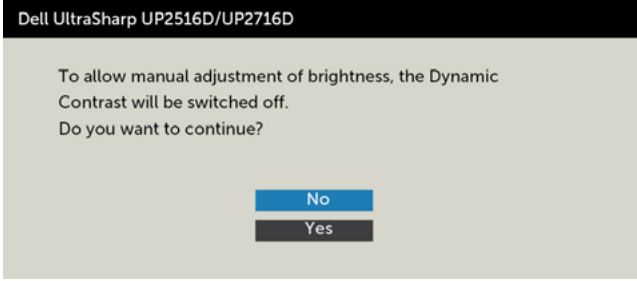 Dell UltraSharp UP2516D/UP2716D
To allow manual adjustment of brightness, the Dynamic
Contrast will be switched off.
Do you want to continue?
No
Yes